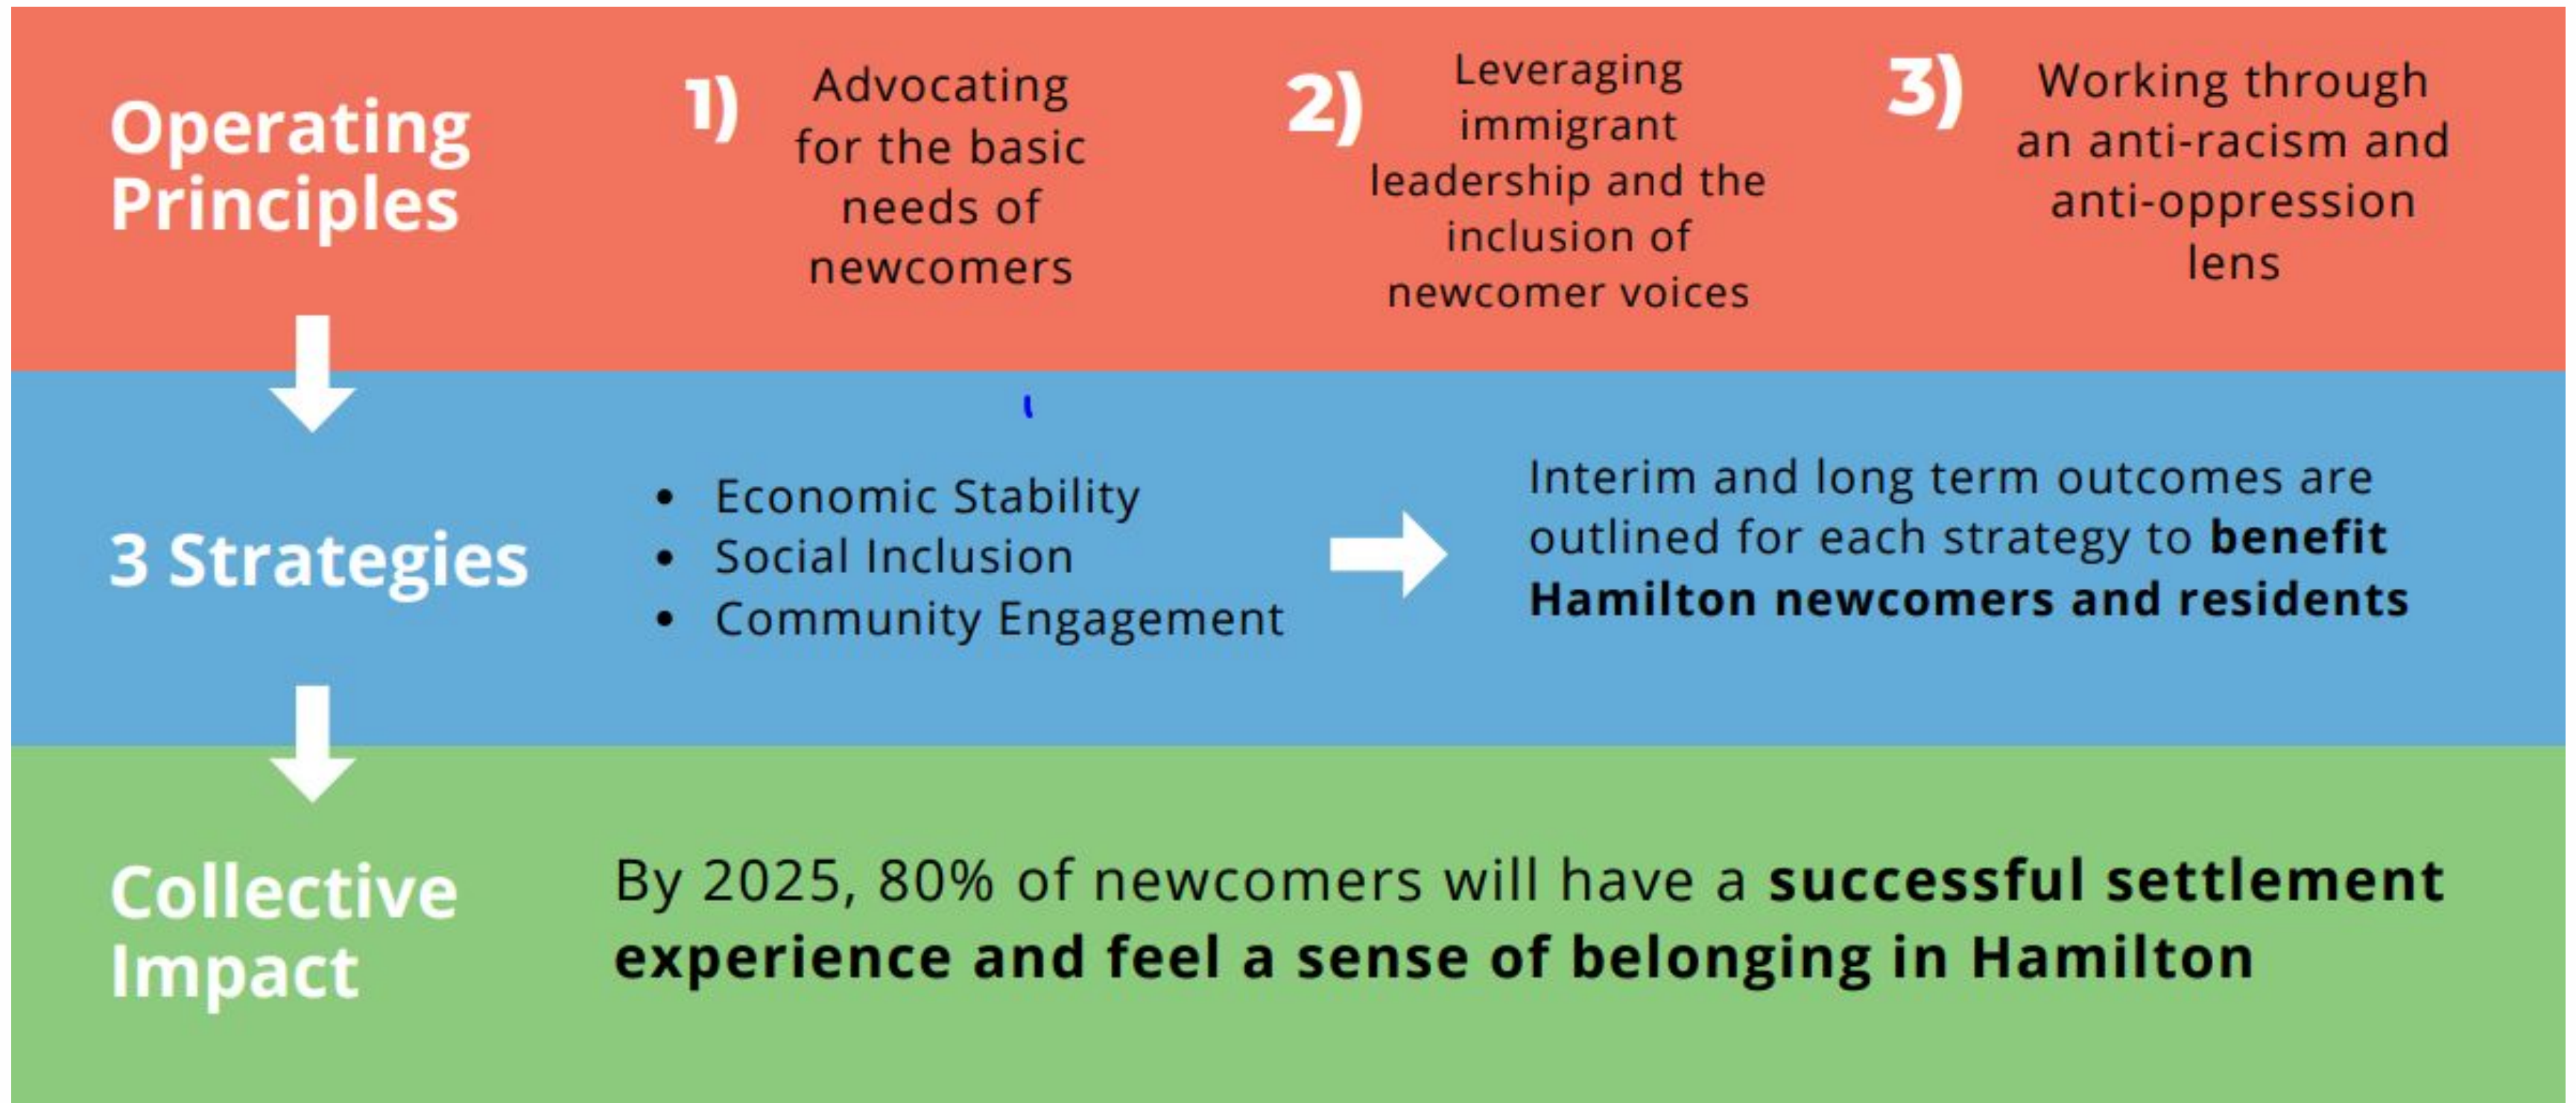 Operating
Principles
1)
Advocating
for the basic
needs of
newcomers
2)
Leveraging
immigrant
leadership and the
inclusion of
newcomer voices
3)
Working through
an anti-racism and
anti-oppression
lens
3 Strategies
• Economic Stability
• Social Inclusion
• Community Engagement
Interim and long term outcomes are
outlined for each strategy to benefit
Hamilton newcomers and residents
Collective
Impact
By 2025, 80% of newcomers will have a successful settlement
experience and feel a sense of belonging in Hamilton